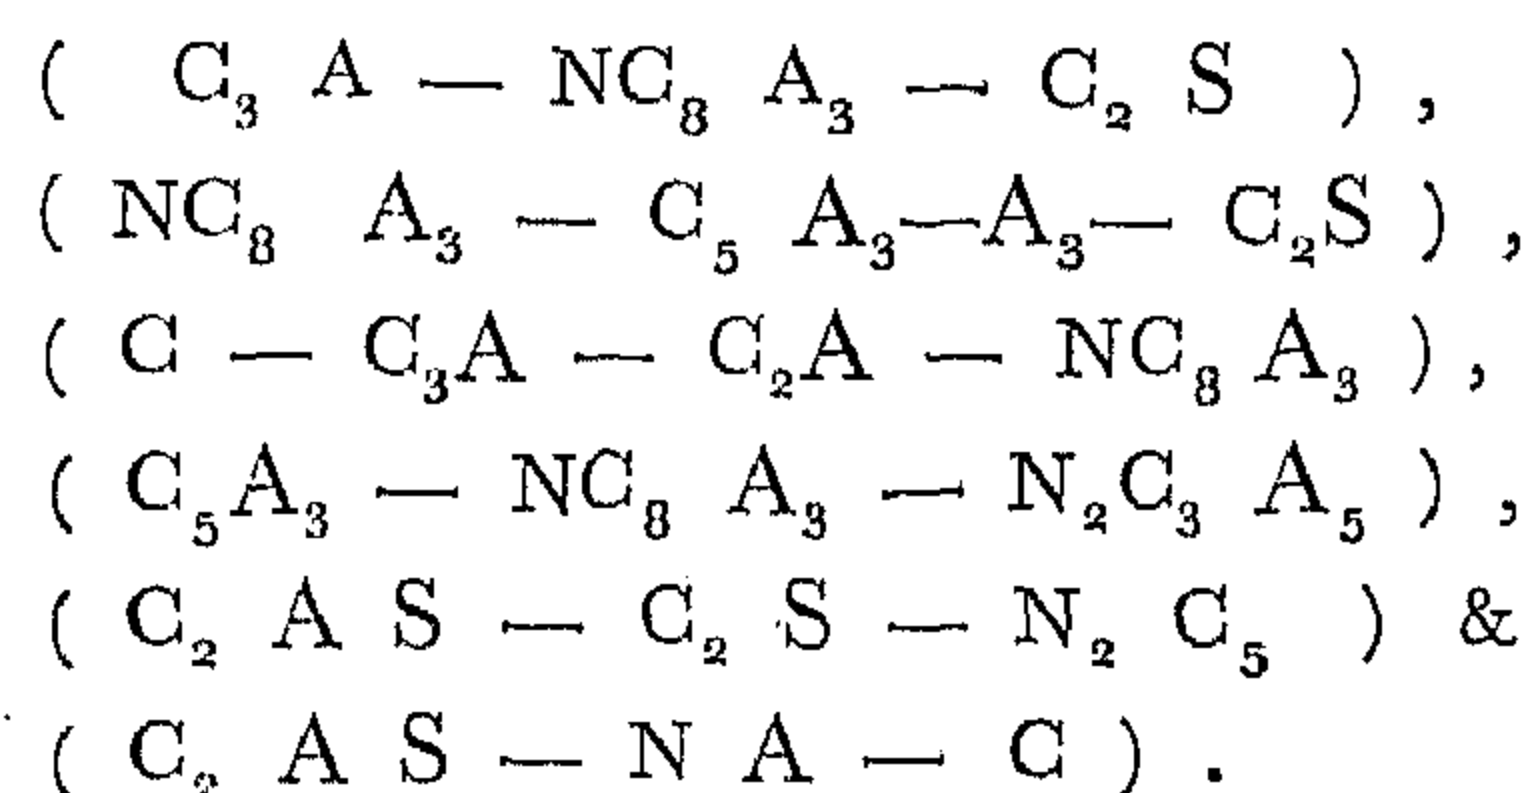 ( C₃ A — NC₈ A₃ — C₂ S ) ,
( NC₈ A₃ — C₅ A₃—A₃— C₂S ) ,
( C — C₃A — C₂A — NC₈ A₃ ) ,
( C₅A₃ — NC₈ A₃ — N₂C₃ A₅ ) ,
( C₂ A S — C₂ S — N₂ C₅ ) &
( C₂ A S — N A — C ) .